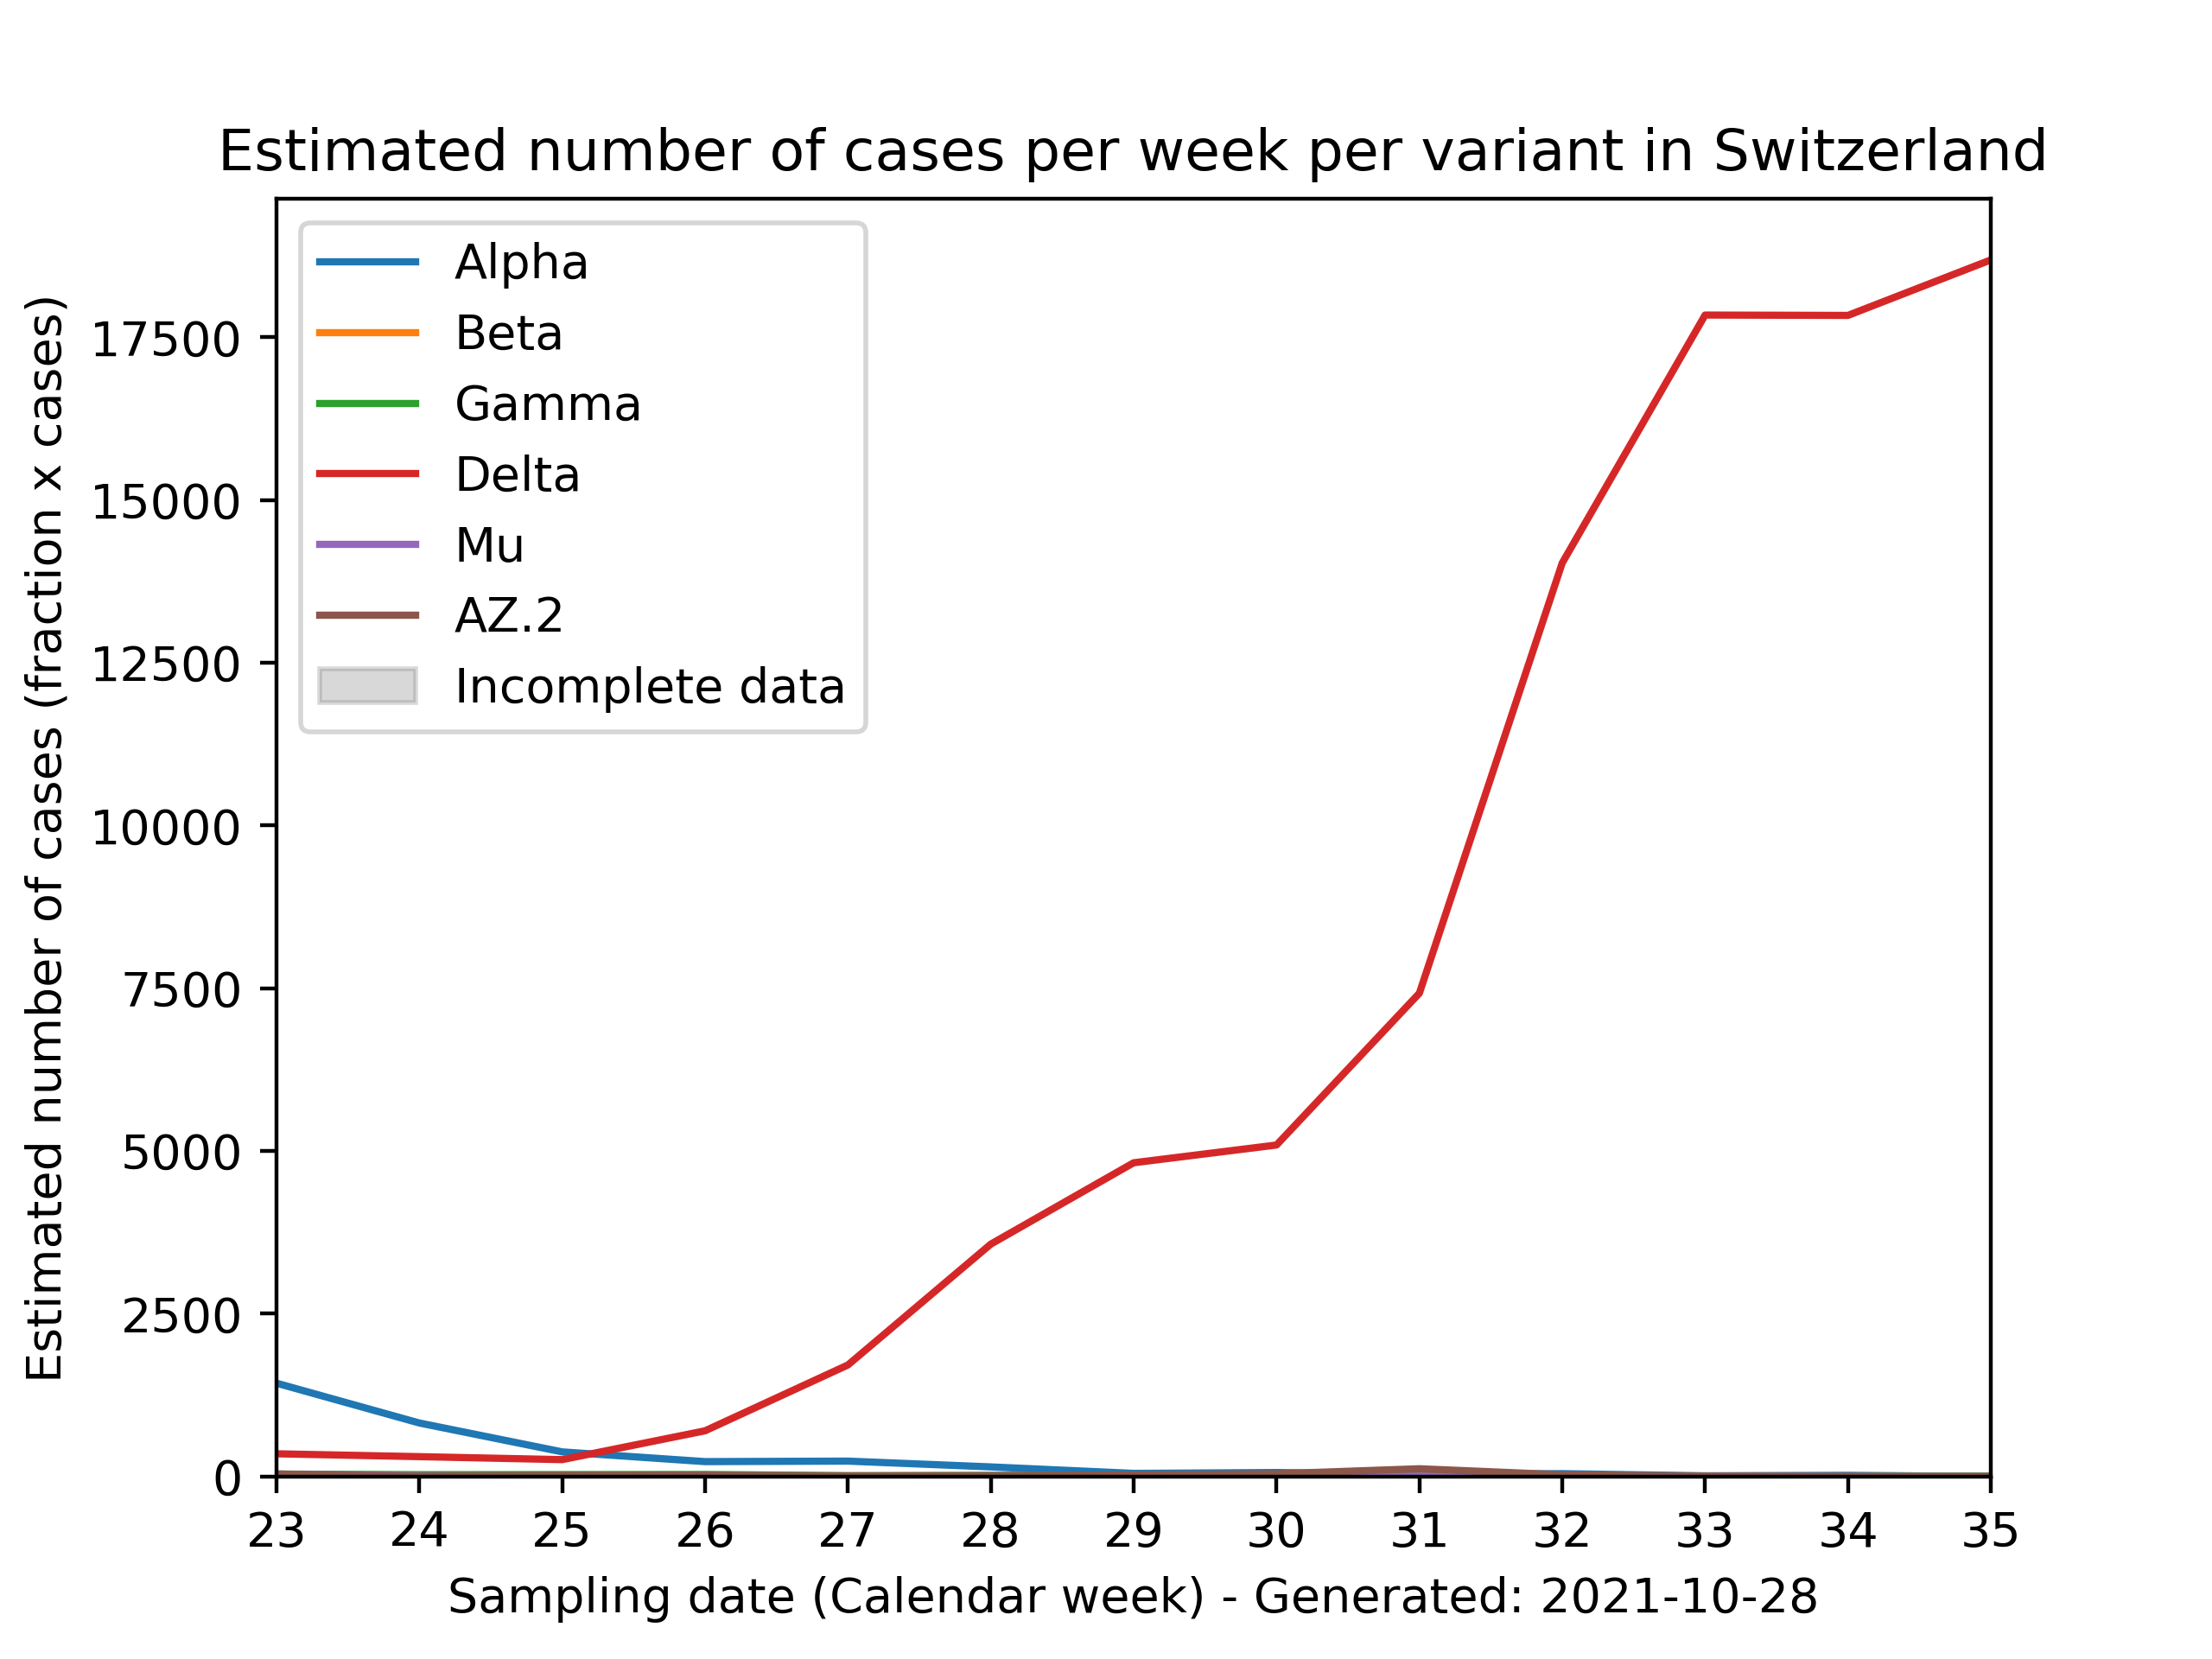 Estimated number of cases per week per variant in Switzerland
Estimated number of cases (fraction x cases)
17500
15000
12500
10000
7500
5000
2500
0
Alpha
Beta
Gamma
Delta
Mu
AZ.2
Incomplete data
23 24 25 26 27 28 29 30 31 32 33 34 35
Sampling date (Calendar week) - Generated: 2021-10-28